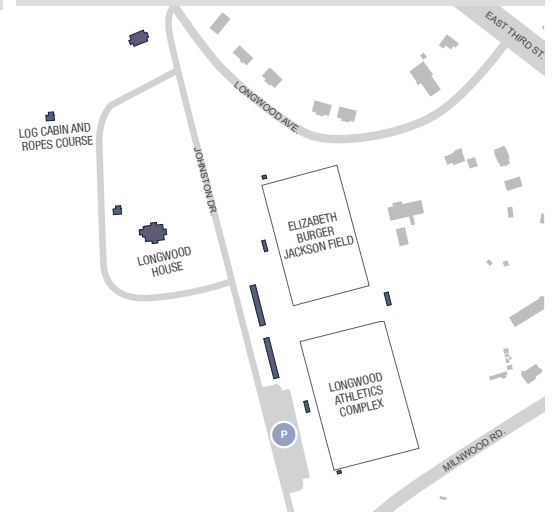 EAST THIRD ST.
LONGWOOD AVE.
LOG CABIN AND
ROPES COURSE
JOHNSTON DR.
ELIZABETH
BURGER
JACKSON FIELD
LONGWOOD
HOUSE
LONGWOOD
ATHLETICS
COMPLEX
P
MILNWOOD RD.